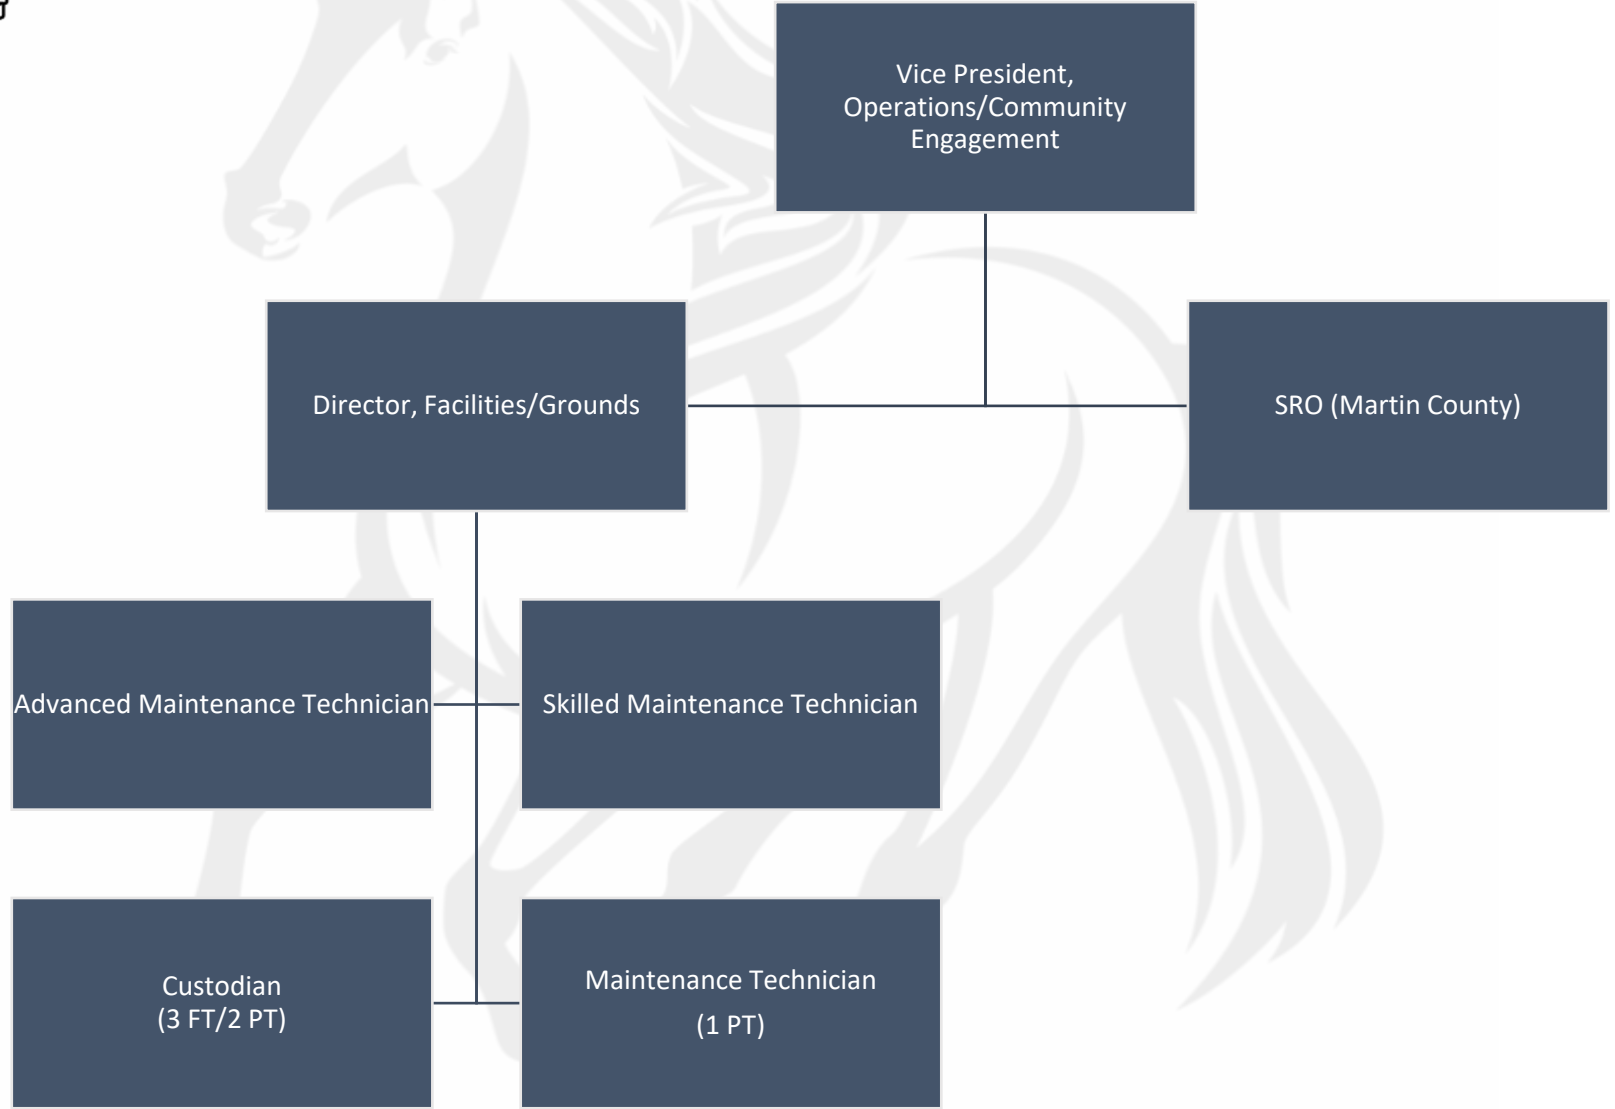 Vice President,
Operations/Community
Engagement
Director, Facilities/Grounds
SRO (Martin County)
Advanced Maintenance Technician
Skilled Maintenance Technician
Custodian
(3 FT/2 PT)
Maintenance Technician
(1 PT)